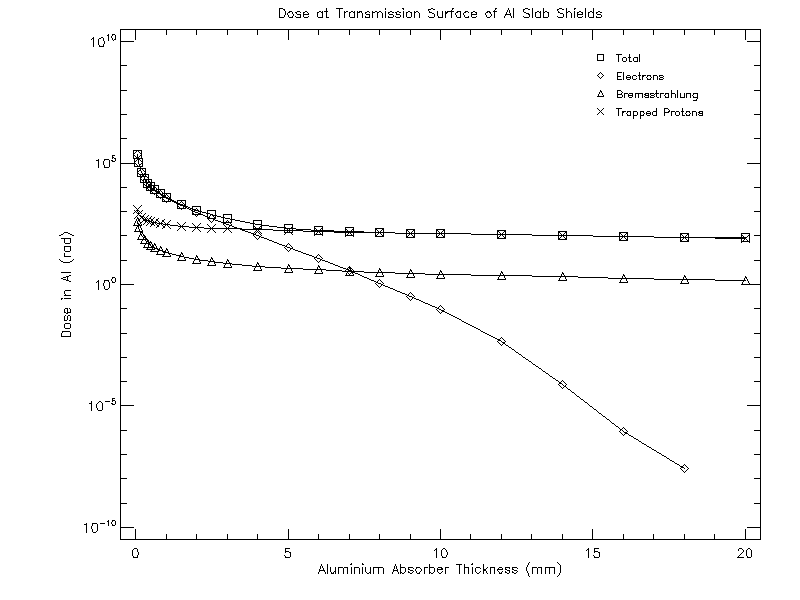 Dose at Transmission Surface of Al Slab Shields
10^10
Total
Electrons
Bremsstrahlung
Trapped Protons
10^5
Dose in Al (rad)
10^0
10^-5
10^-10
0 5 10 15 20
Aluminium Absorber Thickness (mm)